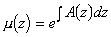 μ(z) = e^{∫ A(z)dz}